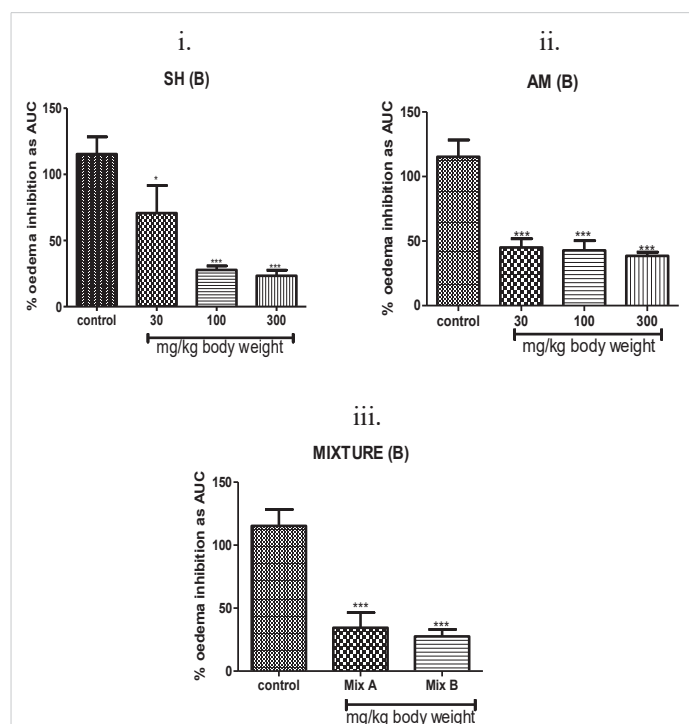 i.
SH (B)
% oedema inhibition as AUC
150
100
50
0
*
***
***
control
30
100
300
mg/kg body weight
ii.
AM (B)
% oedema inhibition as AUC
150
100
50
0
***
***
***
control
30
100
300
mg/kg body weight
iii.
MIXTURE (B)
% oedema inhibition as AUC
150
100
50
0
***
***
control
Mix A
Mix B
mg/kg body weight